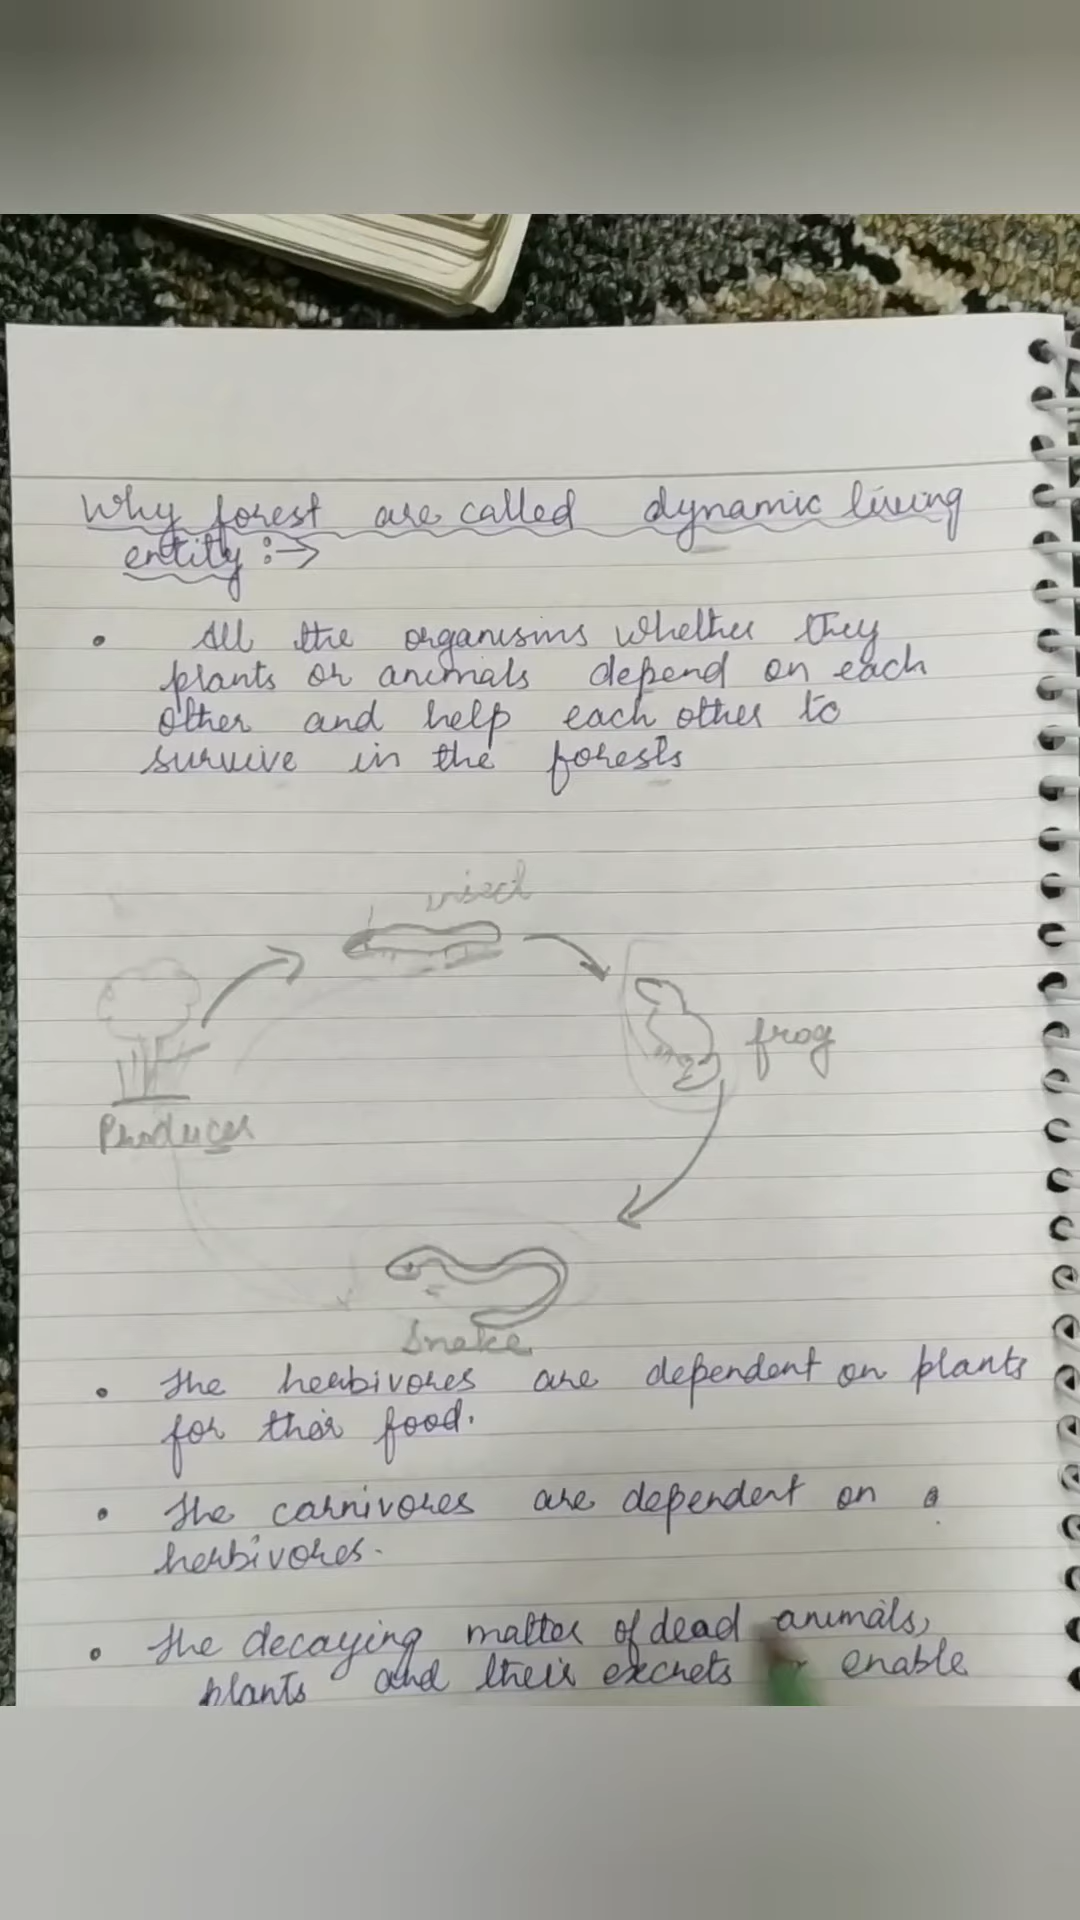 Why forest are called dynamic living
entity :→
• All the organisms whether they
plants or animals depend on each
other and help each other to
survive in the forests
insect
frog
Producer
Snake
• The herbivores are dependent on plants
for their food.
• The carnivores are dependent on
herbivores.
• The decaying matter of dead animals,
plants and their excrets enable